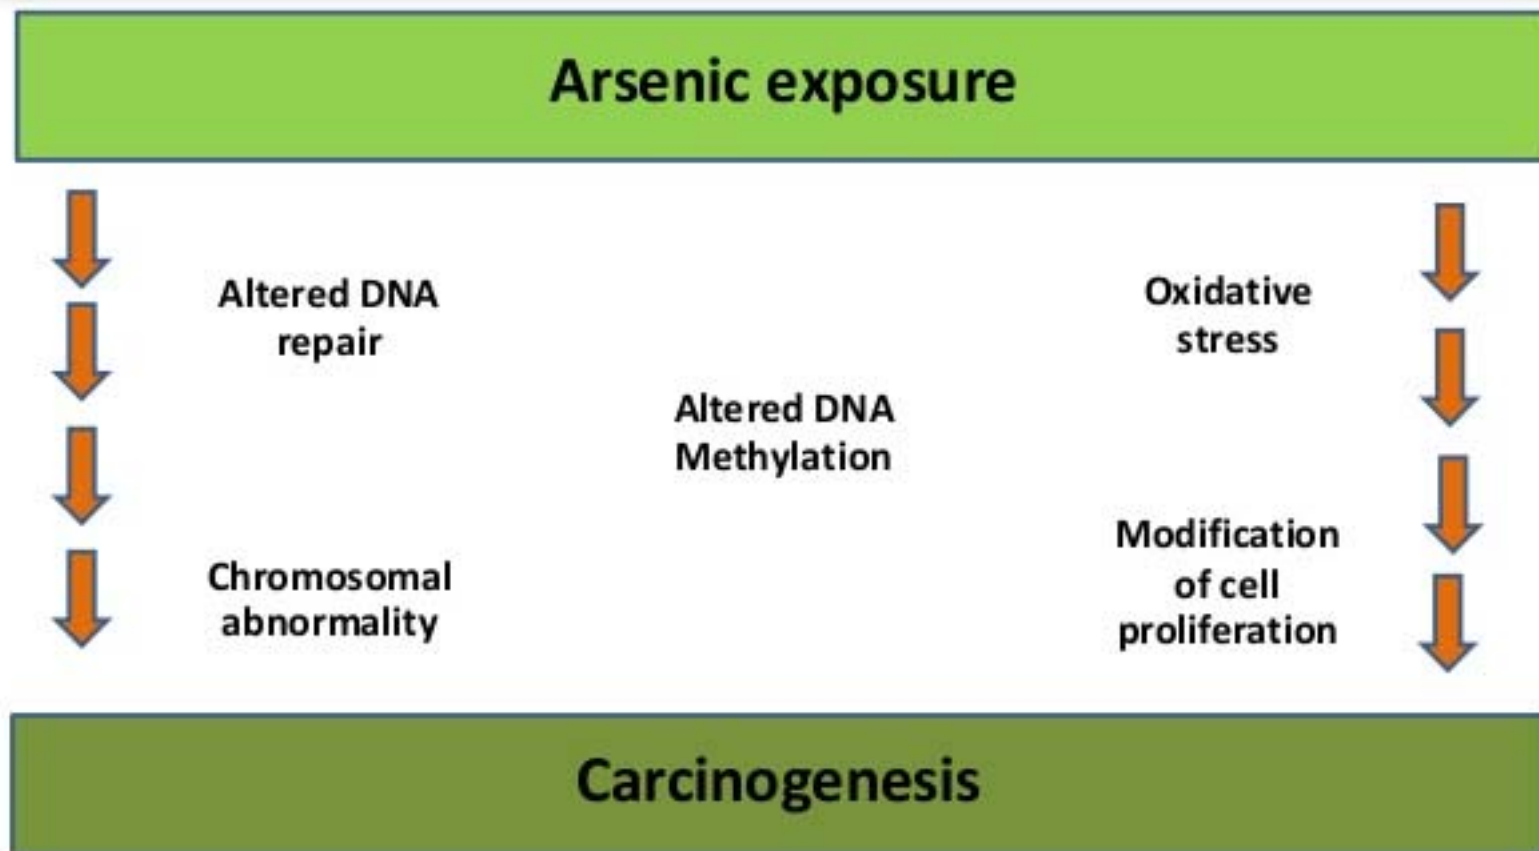 Arsenic exposure
Altered DNA
repair
Oxidative
stress
Altered DNA
Methylation
Chromosomal
abnormality
Modification
of cell
proliferation
Carcinogenesis